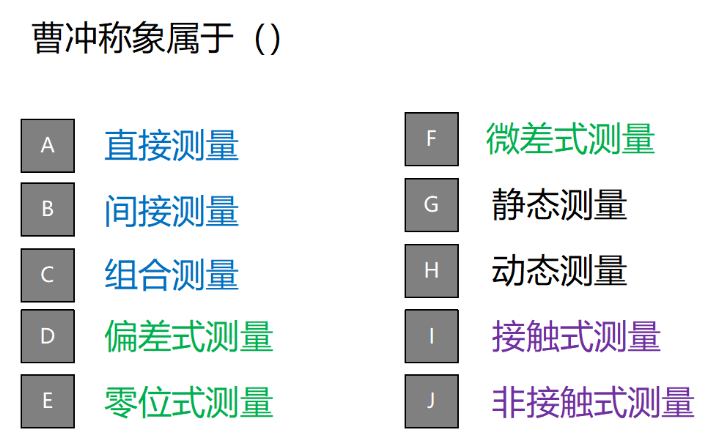 曹冲称象属于（）
A 直接测量
B 间接测量
C 组合测量
D 偏差式测量
E 零位式测量
F 微差式测量
G 静态测量
H 动态测量
I 接触式测量
J 非接触式测量